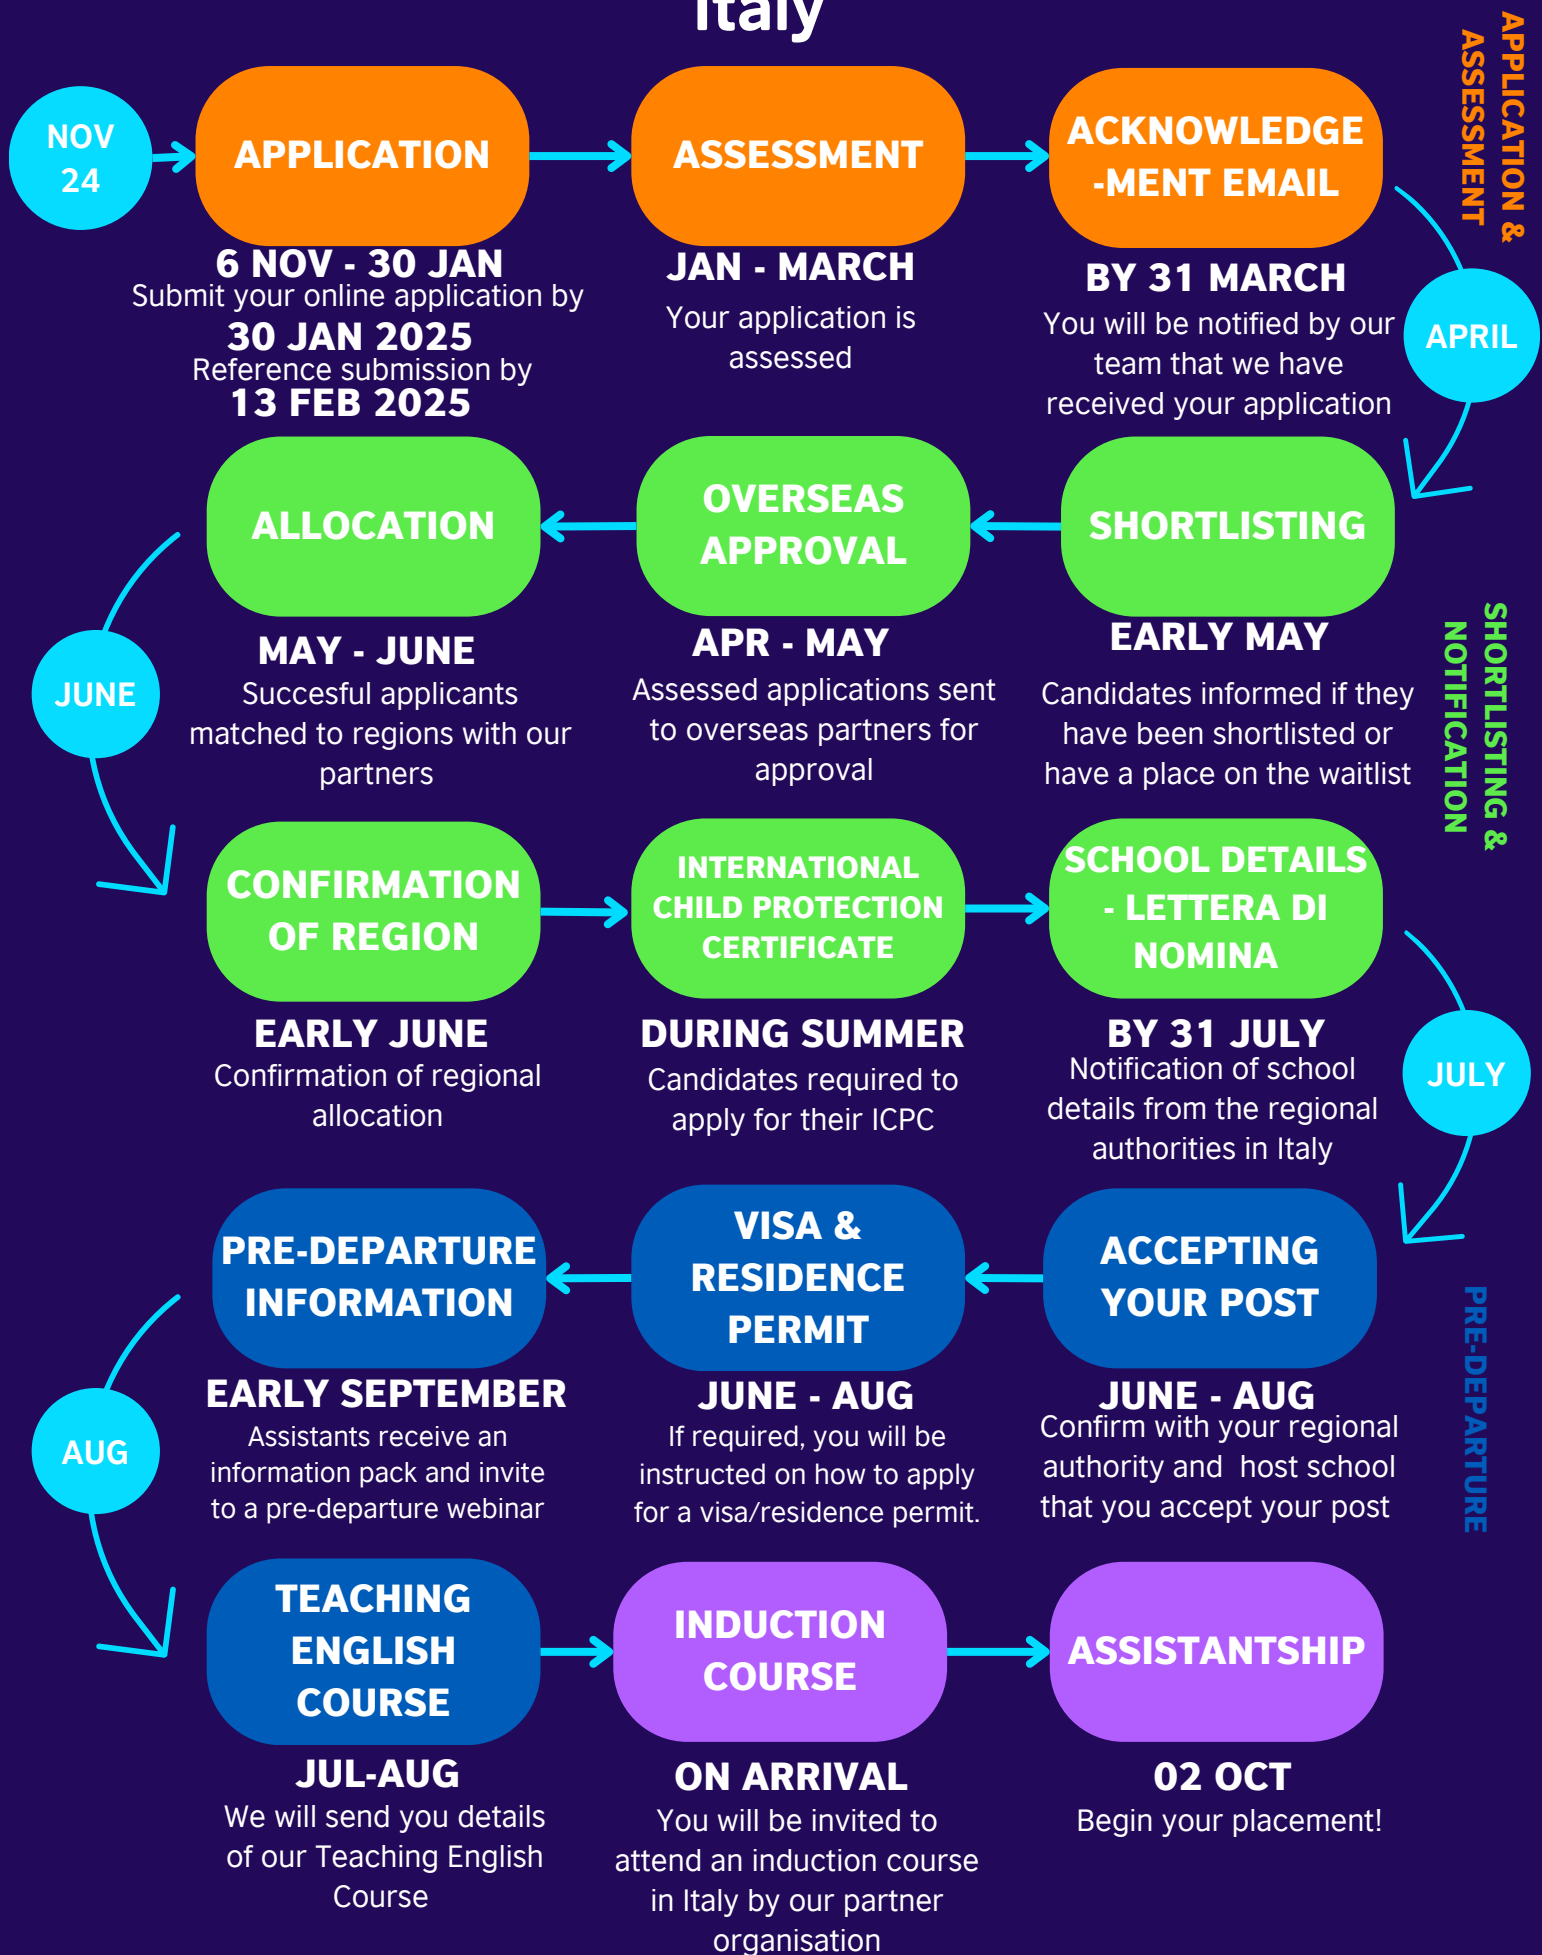 Italy
APPLICATION &
ASSESSMENT
NOV
24
APPLICATION
6 NOV - 30 JAN
Submit your online application by
30 JAN 2025
Reference submission by
13 FEB 2025
ASSESSMENT
JAN - MARCH
Your application is
assessed
ACKNOWLEDGE
-MENT EMAIL
BY 31 MARCH
You will be notified by our
team that we have
received your application
APRIL
SHORTLISTING
EARLY MAY
Candidates informed if they
have been shortlisted or
have a place on the waitlist
OVERSEAS
APPROVAL
APR - MAY
Assessed applications sent
to overseas partners for
approval
ALLOCATION
MAY - JUNE
Succesful applicants
matched to regions with our
partners
SHORTLISTING &
NOTIFICATION
JUNE
CONFIRMATION
OF REGION
EARLY JUNE
Confirmation of regional
allocation
INTERNATIONAL
CHILD PROTECTION
CERTIFICATE
DURING SUMMER
Candidates required to
apply for their ICPC
SCHOOL DETAILS
- LETTERA DI
NOMINA
BY 31 JULY
Notification of school
details from the regional
authorities in Italy
JULY
ACCEPTING
YOUR POST
JUNE - AUG
Confirm with your regional
authority and  host school
that you accept your post
VISA &
RESIDENCE
PERMIT
JUNE - AUG
If required, you will be
instructed on how to apply
for a visa/residence permit.
PRE-DEPARTURE
INFORMATION
EARLY SEPTEMBER
Assistants receive an
information pack and invite
to a pre-departure webinar
PRE-DEPARTURE
AUG
TEACHING
ENGLISH
COURSE
JUL-AUG
We will send you details
of our Teaching English
Course
INDUCTION
COURSE
ON ARRIVAL
You will be invited to
attend an induction course
in Italy by our partner
organisation
ASSISTANTSHIP
02 OCT
Begin your placement!